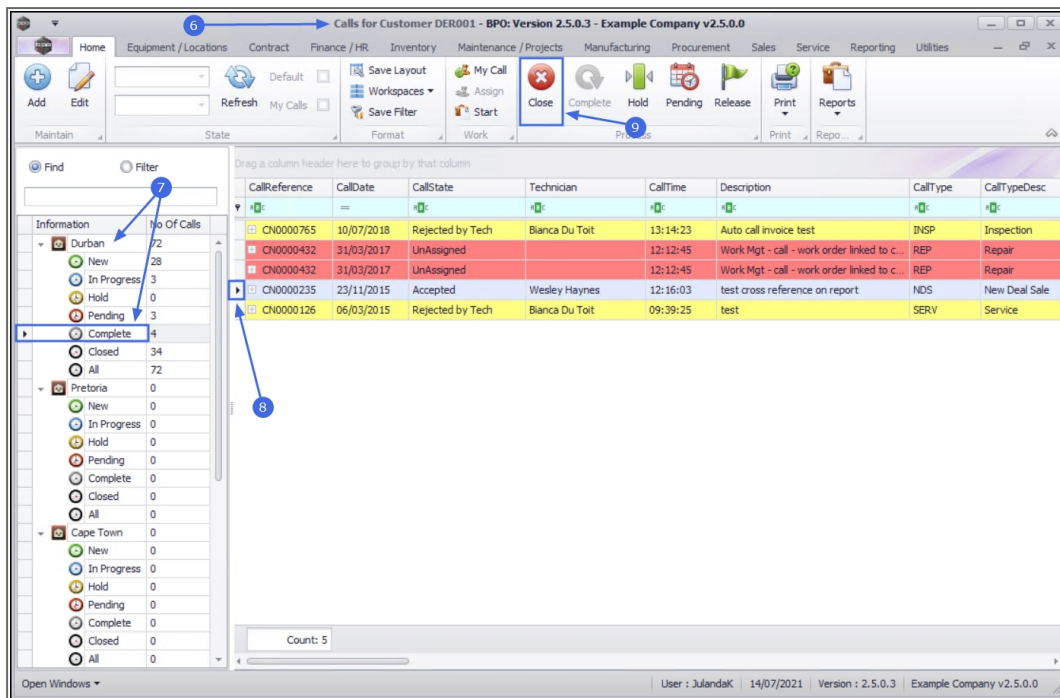 6
Calls for Customer DER001 - BPO: Version 2.5.0.3 - Example Company v2.5.0.0
Home Equipment / Locations Contract Finance / HR Inventory Maintenance / Projects Manufacturing Procurement Sales Service Reporting Utilities
Add Edit Refresh Default My Calls
Save Layout
Workspaces
Save Filter
My Call
Assign
Start
Close Complete Hold Pending Release Print Reports
9
Maintain State Format Work Process Print Repo...
Find Filter
7
Drag a column header here to group by that column
CallReference CallDate CallState Technician CallTime Description CallType CallTypeDesc
CN0000765 10/07/2018 Rejected by Tech Bianca Du Toit 13:14:23 Auto call invoice test INSP Inspection
CN0000432 31/03/2017 UnAssigned 12:12:45 Work Mgt - call - work order linked to c... REP Repair
CN0000432 31/03/2017 UnAssigned 12:12:45 Work Mgt - call - work order linked to c... REP Repair
CN0000235 23/11/2015 Accepted Wesley Haynes 12:16:03 test cross reference on report NDS New Deal Sale
CN0000126 06/03/2015 Rejected by Tech Bianca Du Toit 09:39:25 test SERV Service
8
Information No Of Calls
Durban 72
New 28
In Progress 3
Hold 0
Pending 3
Complete 4
Closed 34
All 72
Pretoria 0
New 0
In Progress 0
Hold 0
Pending 0
Complete 0
Closed 0
All 0
Cape Town 0
New 0
In Progress 0
Hold 0
Pending 0
Complete 0
Closed 0
All 0
Count: 5
Open Windows User : JulandaK 14/07/2021 Version : 2.5.0.3 Example Company v2.5.0.0